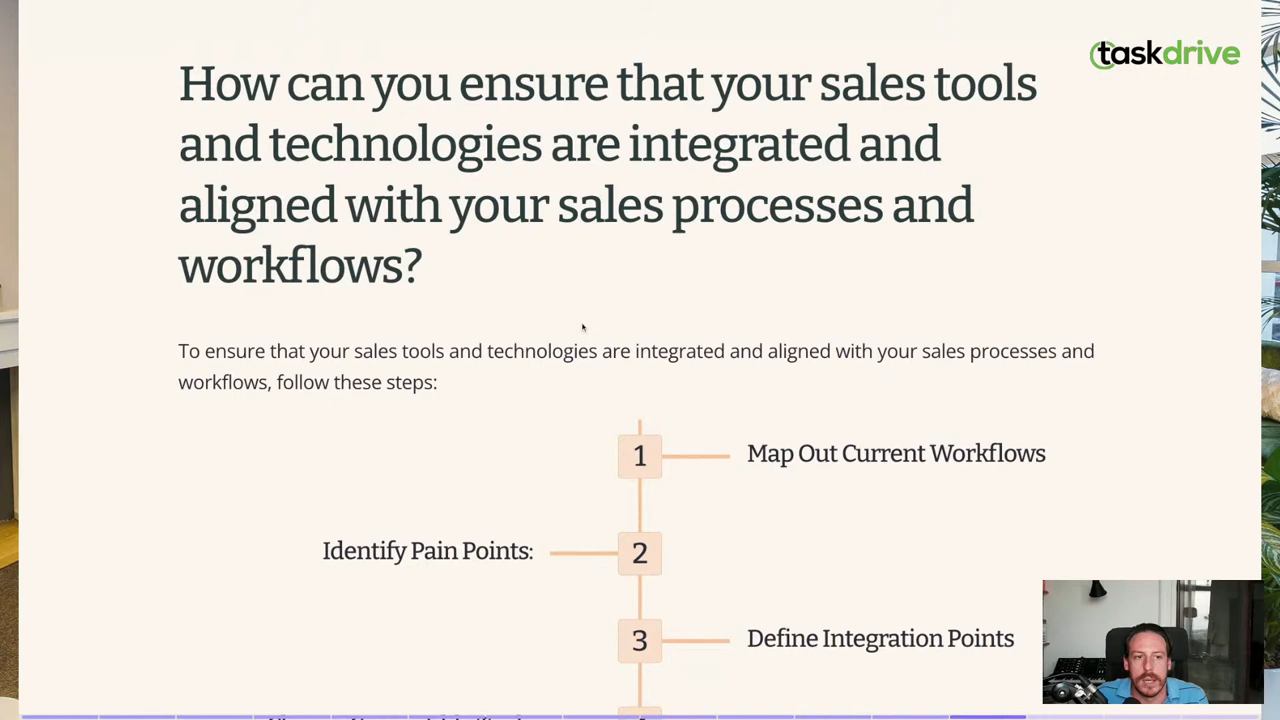 taskdrive
How can you ensure that your sales tools
and technologies are integrated and
aligned with your sales processes and
workflows?
To ensure that your sales tools and technologies are integrated and aligned with your sales processes and
workflows, follow these steps:
1
Map Out Current Workflows
Identify Pain Points:
2
3
Define Integration Points